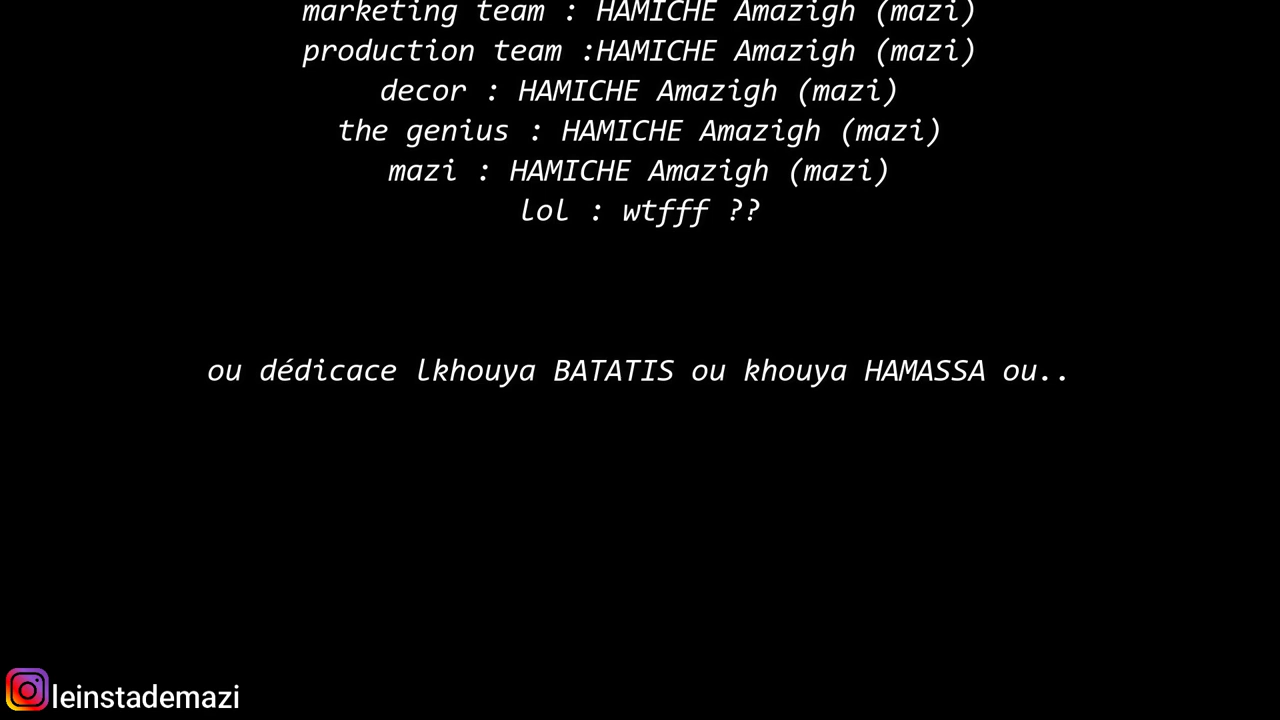 marketing team : HAMICHE Amazigh (mazi)
production team :HAMICHE Amazigh (mazi)
decor : HAMICHE Amazigh (mazi)
the genius : HAMICHE Amazigh (mazi)
mazi : HAMICHE Amazigh (mazi)
lol : wtfff ??
ou dédicace lkhouya BATATIS ou khouya HAMASSA ou..
leinstademazi